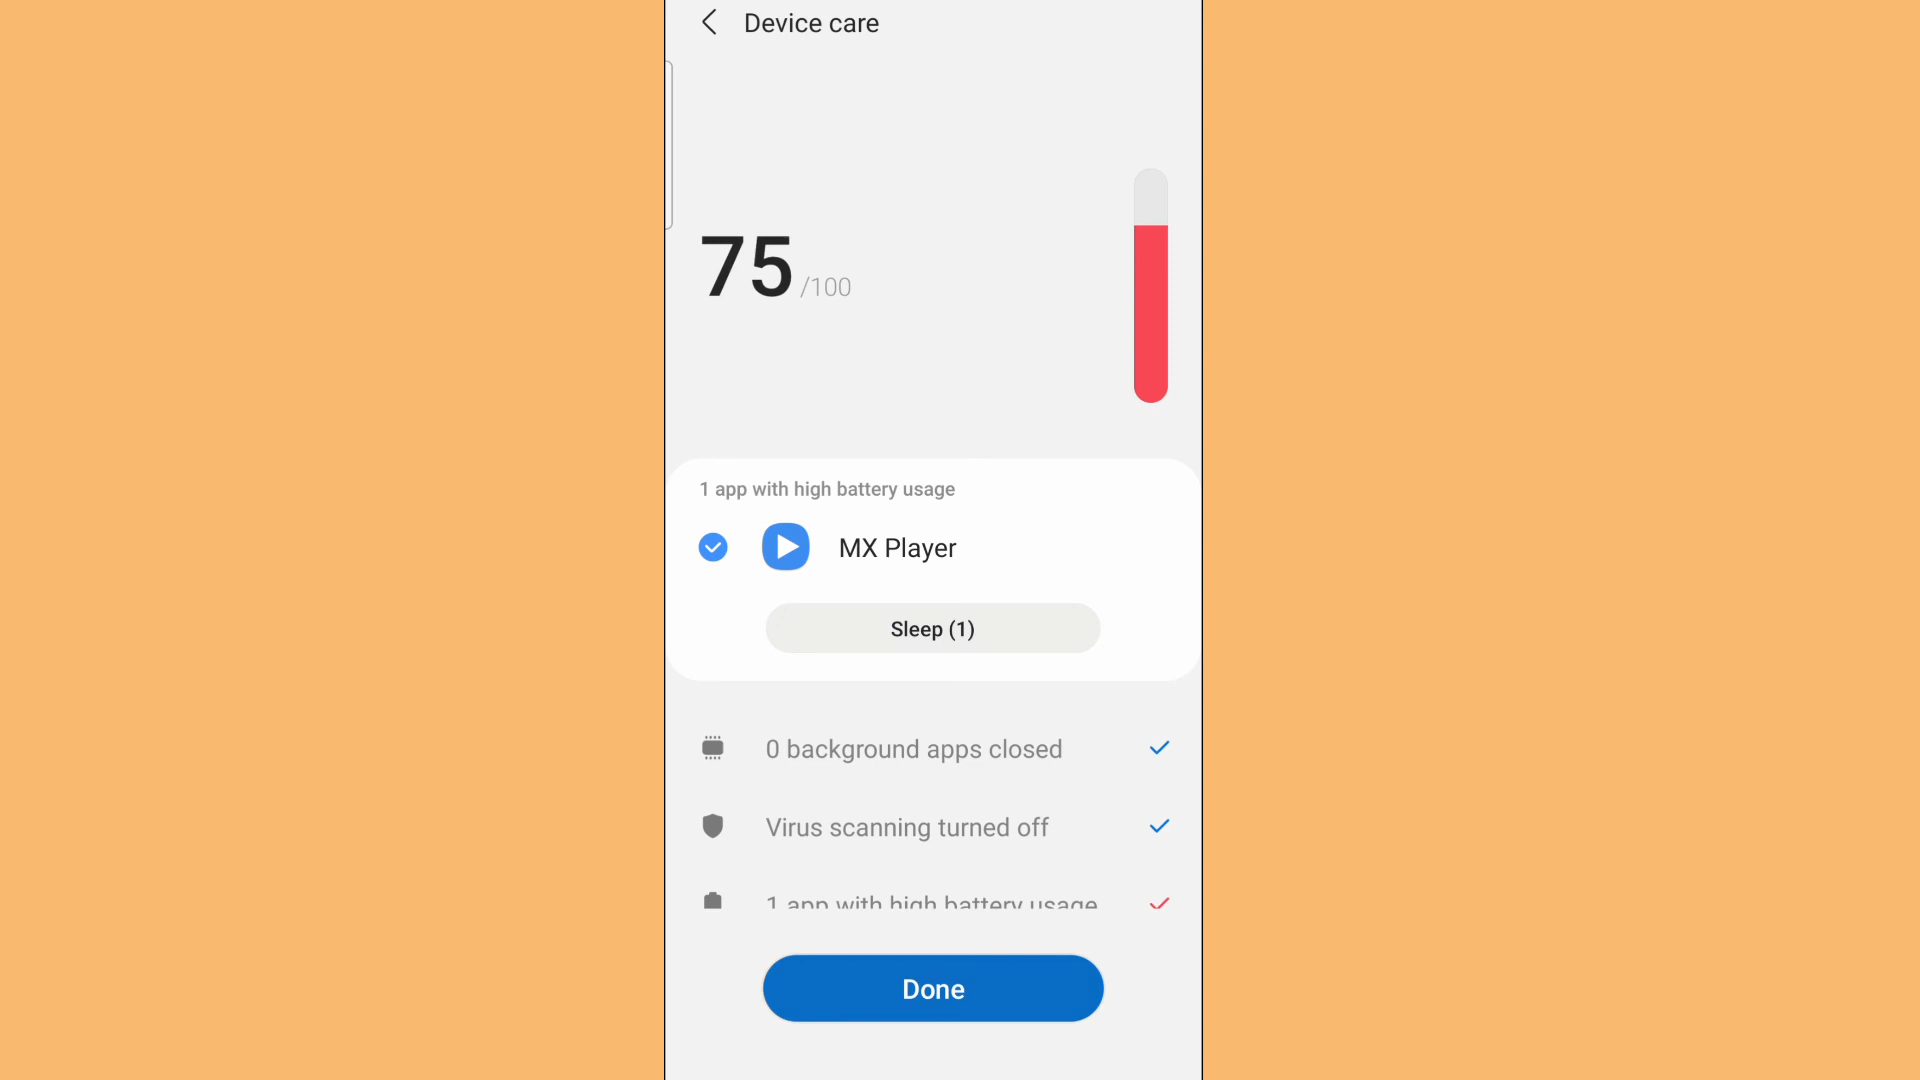 Device care
75 /100
1 app with high battery usage
MX Player
Sleep (1)
0 background apps closed
Virus scanning turned off
1 app with high battery usage
Done